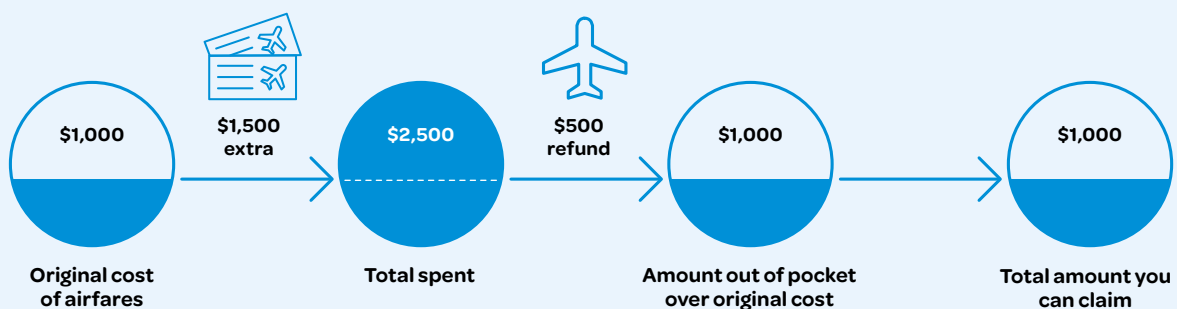 $1,000
$1,500
extra
$2,500
$500
refund
$1,000
$1,000
Original cost
of airfares
Total spent
Amount out of pocket
over original cost
Total amount you
can claim